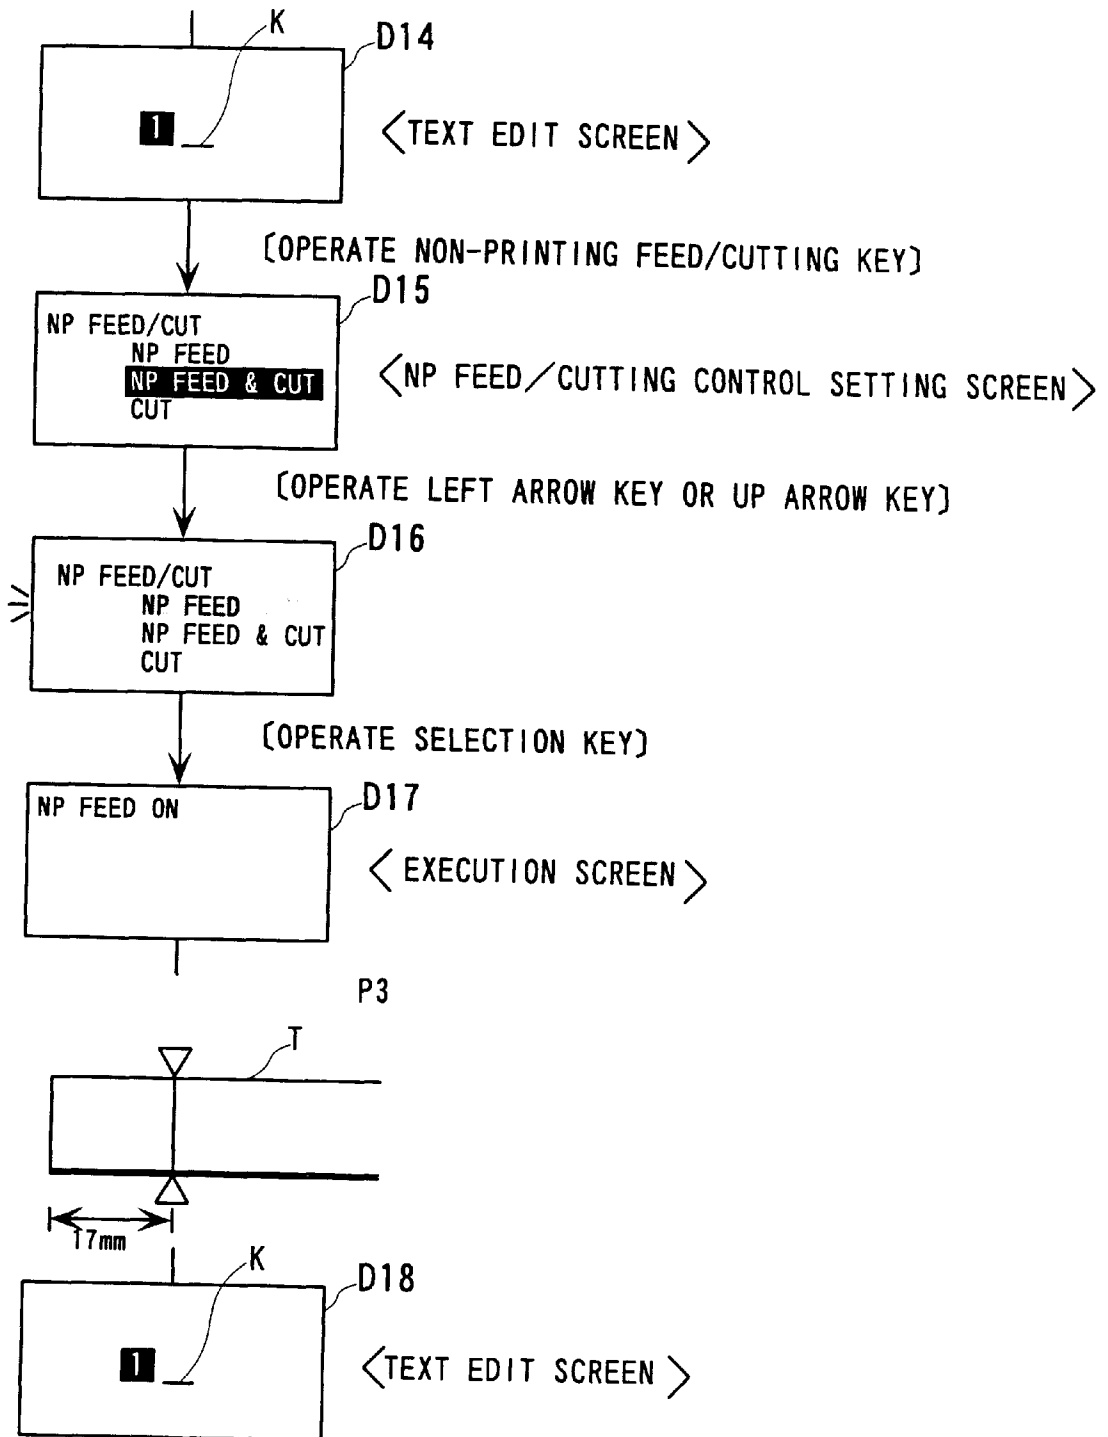 K
D14
1
<TEXT EDIT SCREEN>
[OPERATE NON-PRINTING FEED/CUTTING KEY]
D15
NP FEED/CUT
NP FEED
NP FEED & CUT
CUT
<NP FEED/CUTTING CONTROL SETTING SCREEN>
[OPERATE LEFT ARROW KEY OR UP ARROW KEY]
D16
NP FEED/CUT
NP FEED
NP FEED & CUT
CUT
[OPERATE SELECTION KEY]
D17
NP FEED ON
<EXECUTION SCREEN>
P3
T
17mm
K
D18
1
<TEXT EDIT SCREEN>